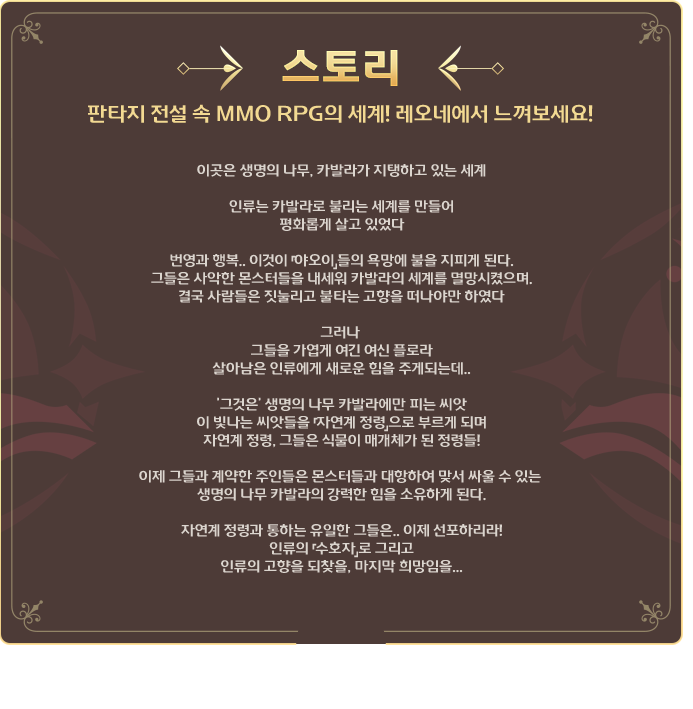 스토리
판타지 전설 속 MMO RPG의 세계! 레오네에서 느껴보세요!
이곳은 생명의 나무, 카발라가 지탱하고 있는 세계
인류는 카발라로 불리는 세계를 만들어
평화롭게 살고 있었다
번영과 행복.. 이것이 「야오이」들의 욕망에 불을 지피게 된다.
그들은 사악한 몬스터들을 내세워 카발라의 세계를 멸망시켰으며.
결국 사람들은 짓눌리고 불타는 고향을 떠나야만 하였다
그러나
그들을 가엽게 여긴 여신 플로라
살아남은 인류에게 새로운 힘을 주게되는데..
'그것은' 생명의 나무 카발라에만 피는 씨앗
이 빛나는 씨앗들을 「자연계 정령」으로 부르게 되며
자연계 정령, 그들은 식물이 매개체가 된 정령들!
이제 그들과 계약한 주인들은 몬스터들과 대항하여 맞서 싸울 수 있는
생명의 나무 카발라의 강력한 힘을 소유하게 된다.
자연계 정령과 통하는 유일한 그들은.. 이제 선포하리라!
인류의 「수호자」로 그리고
인류의 고향을 되찾을, 마지막 희망임을...